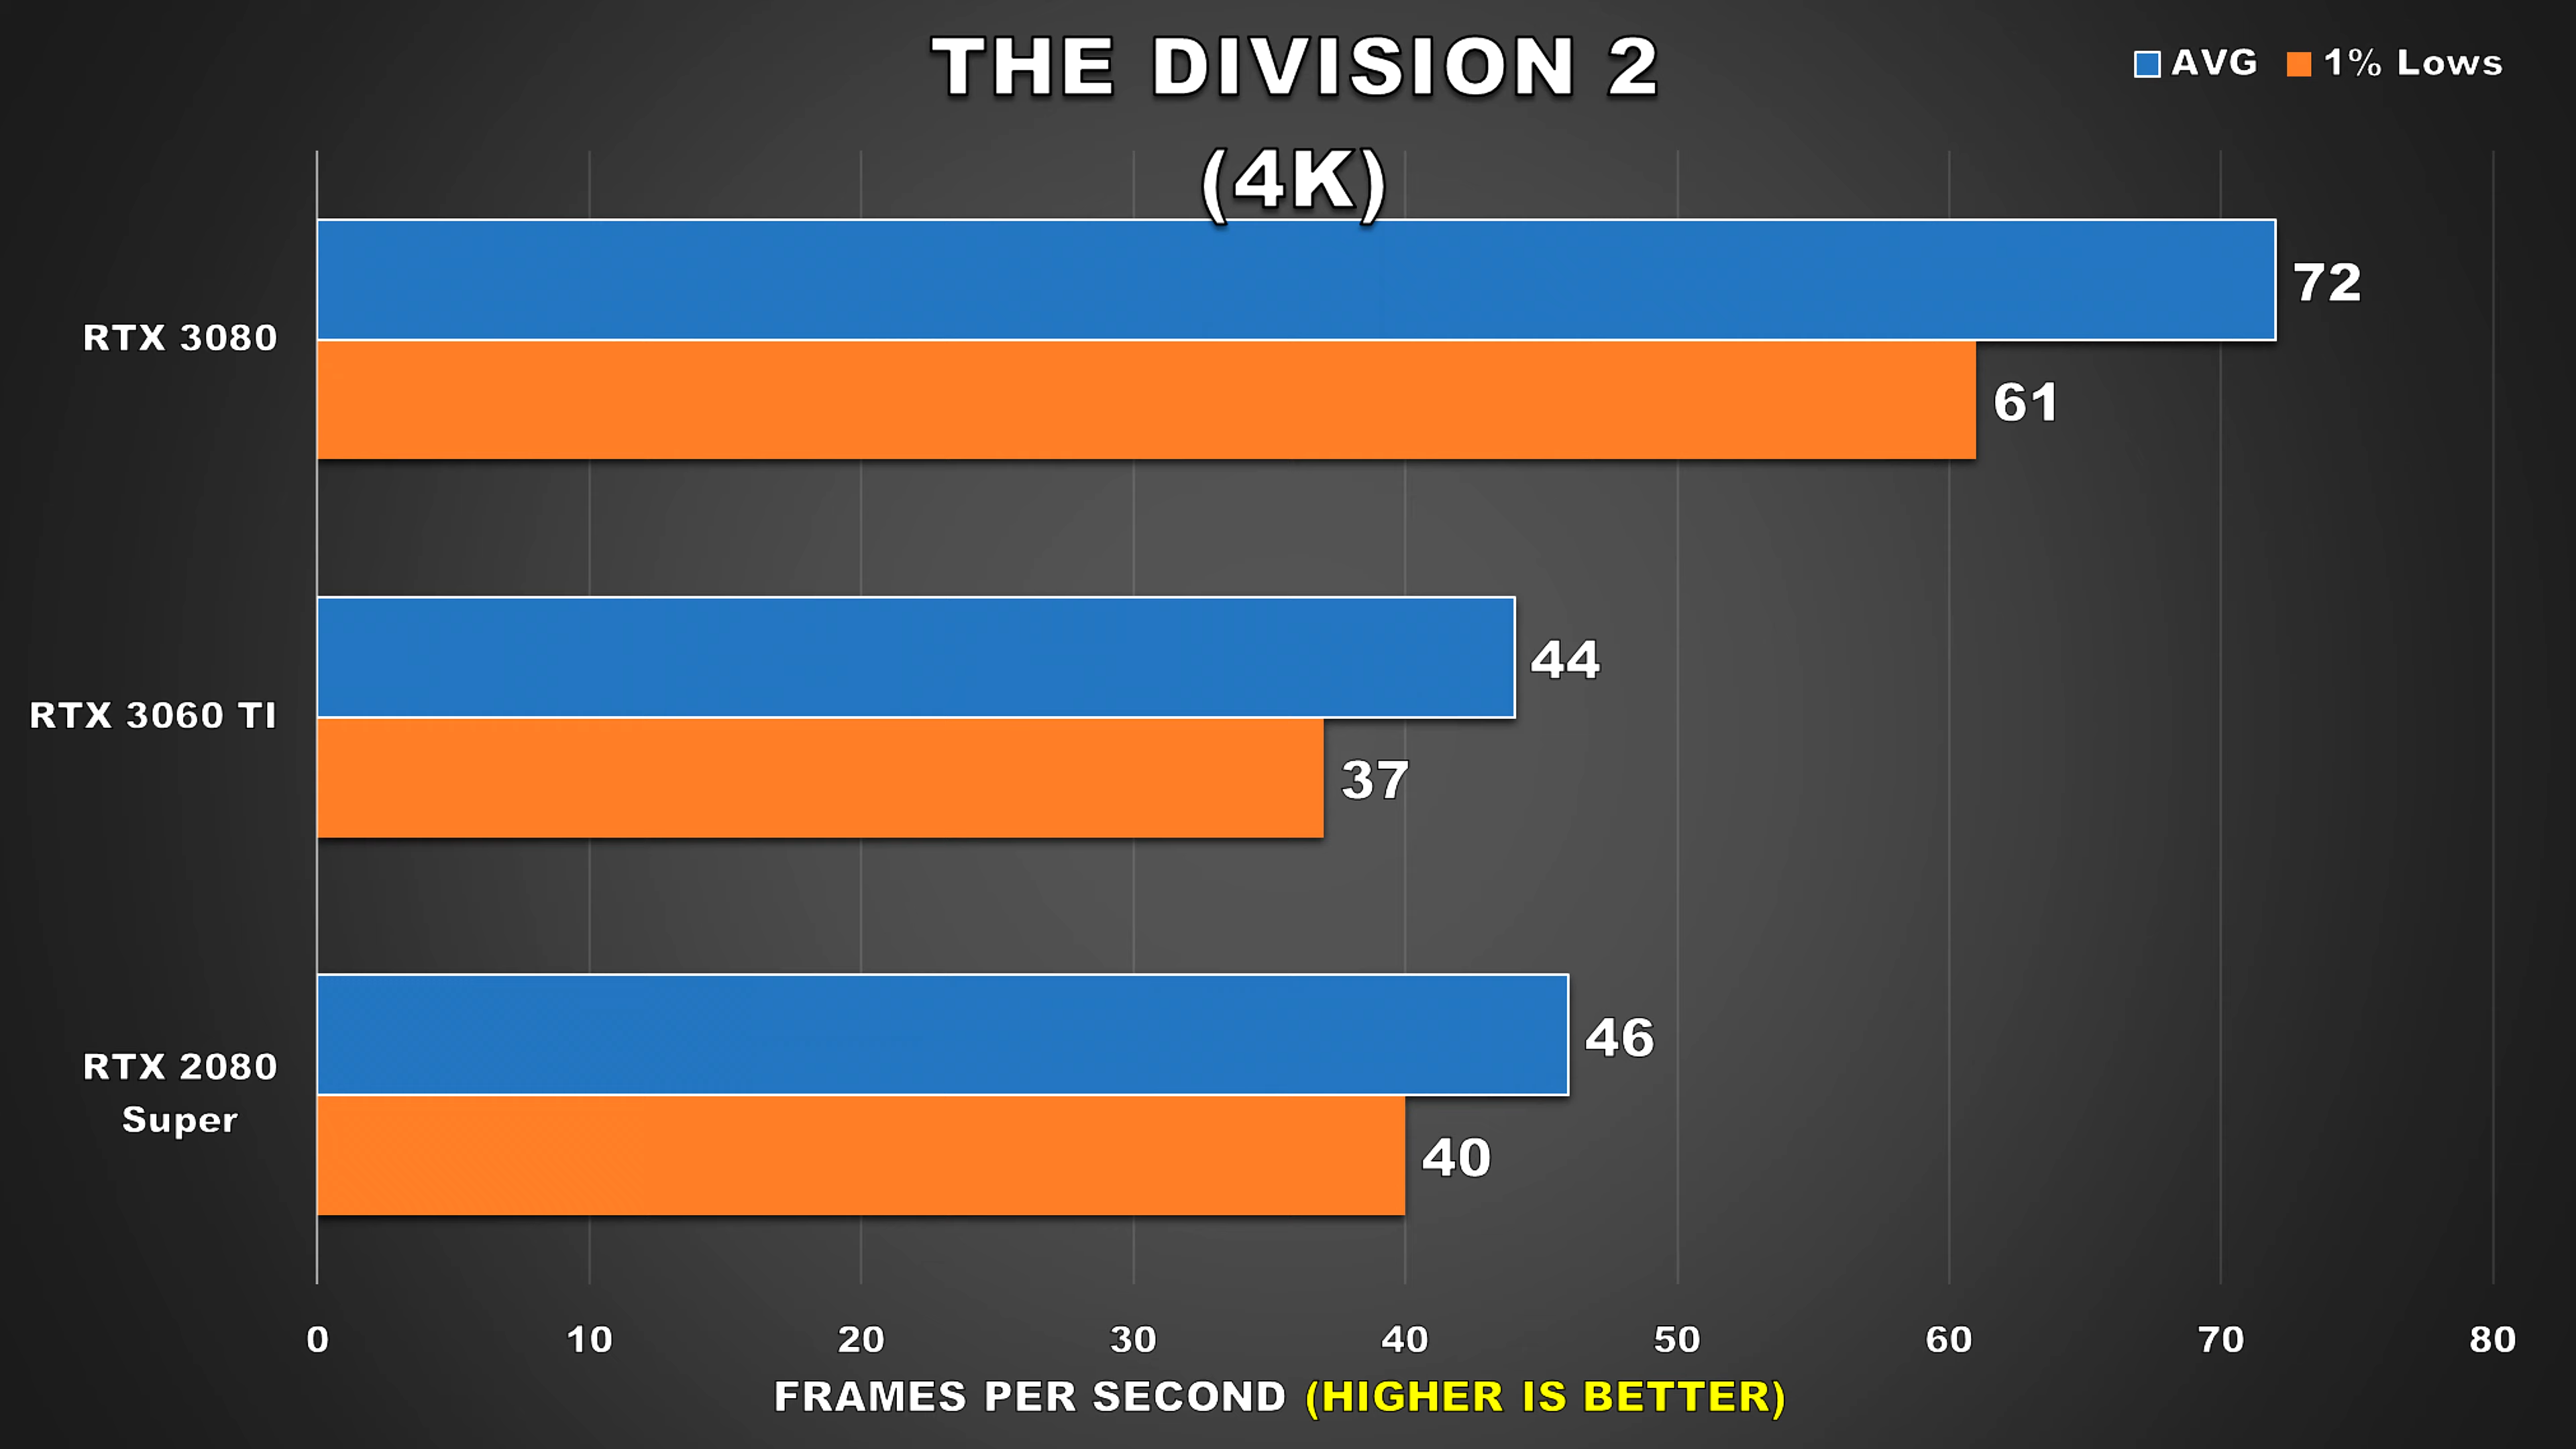 THE DIVISION 2
(4K)
AVG 1% Lows
RTX 3080
72
61
RTX 3060 TI
44
37
RTX 2080
Super
46
40
0 10 20 30 40 50 60 70 80
FRAMES PER SECOND (HIGHER IS BETTER)